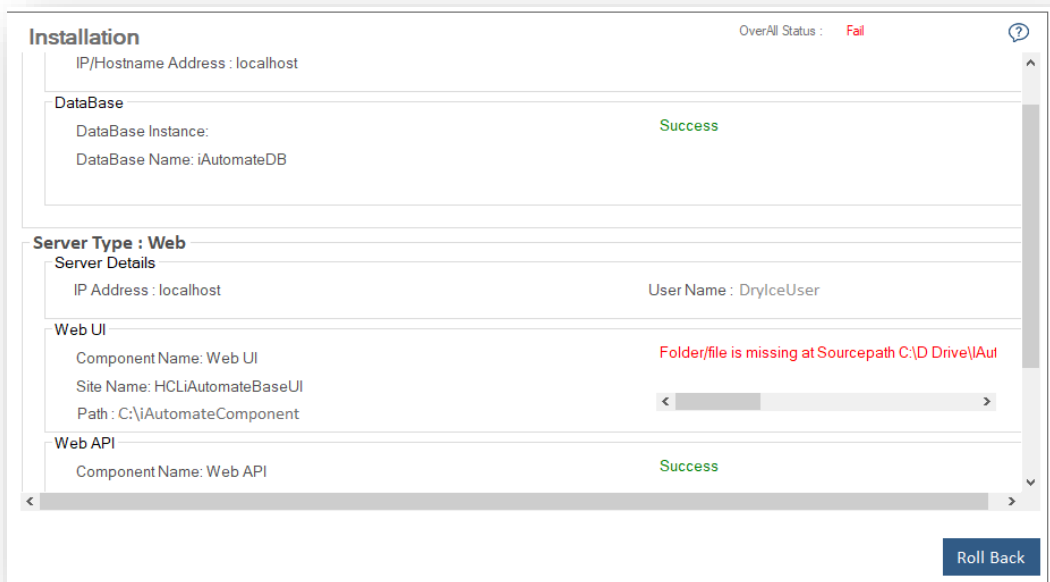 Installation
OverAll Status : Fail
IP/Hostname Address : localhost
DataBase
DataBase Instance:
Success
DataBase Name: iAutomateDB
Server Type : Web
Server Details
IP Address : localhost
User Name : DryIceUser
Web UI
Component Name: Web UI
Folder/file is missing at Sourcepath C:\D Drive\IAut
Site Name: HCLiAutomateBaseUI
Path : C:\iAutomateComponent
Web API
Component Name: Web API
Success
Roll Back